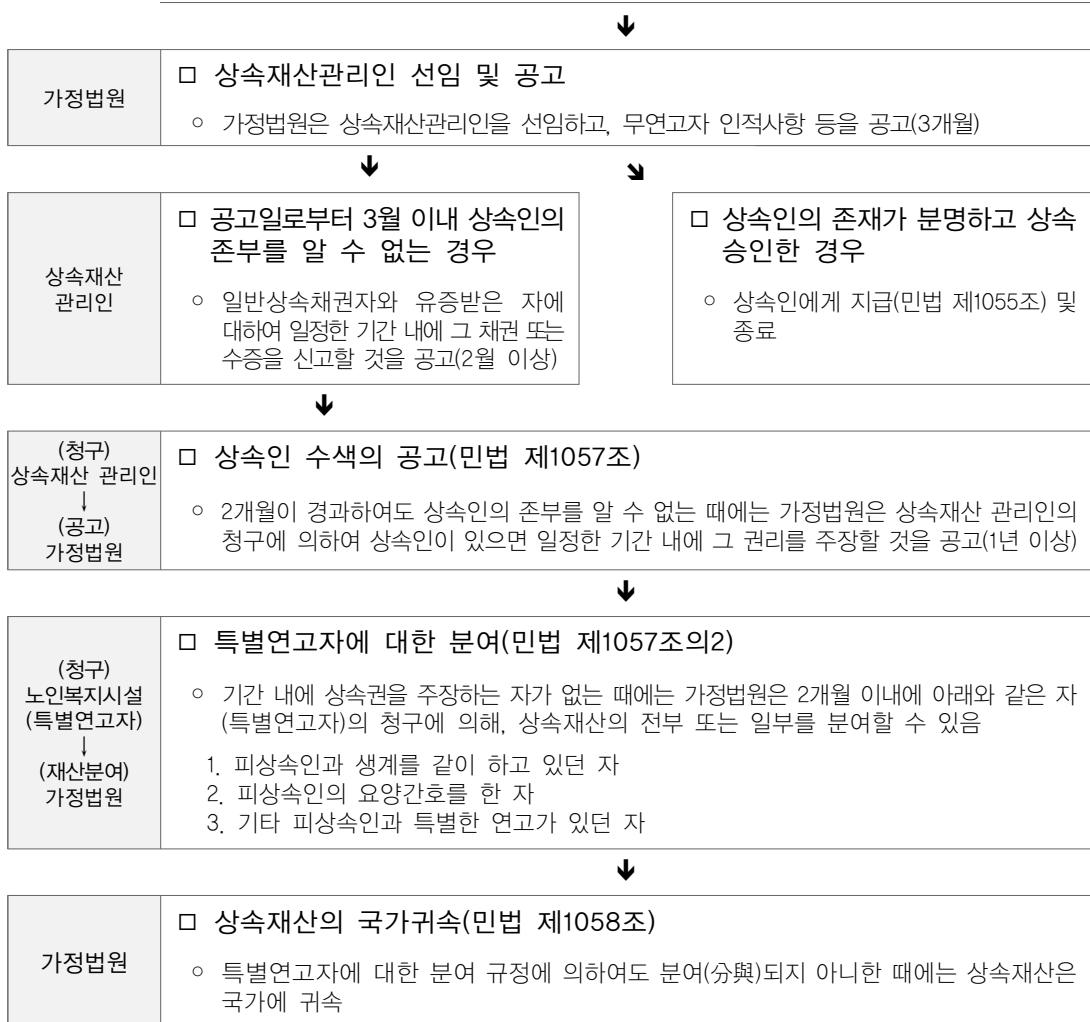 가정법원
□ 상속재산관리인 선임 및 공고
○ 가정법원은 상속재산관리인을 선임하고, 무연고자 인적사항 등을 공고(3개월)
상속재산
관리인
□ 공고일로부터 3월 이내 상속인의
존부를 알 수 없는 경우
○ 일반상속채권자와 유증받은 자에
대하여 일정한 기간 내에 그 채권 또는
수증을 신고할 것을 공고(2월 이상)
□ 상속인의 존재가 분명하고 상속
승인한 경우
○ 상속인에게 지급(민법 제1055조) 및
종료
(청구)
상속재산 관리인
↓
(공고)
가정법원
□ 상속인 수색의 공고(민법 제1057조)
○ 2개월이 경과하여도 상속인의 존부를 알 수 없는 때에는 가정법원은 상속재산 관리인의
청구에 의하여 상속인이 있으면 일정한 기간 내에 그 권리를 주장할 것을 공고(1년 이상)
(청구)
노인복지시설
(특별연고자)
↓
(재산분여)
가정법원
□ 특별연고자에 대한 분여(민법 제1057조의2)
○ 기간 내에 상속권을 주장하는 자가 없는 때에는 가정법원은 2개월 이내에 아래와 같은 자
(특별연고자)의 청구에 의해, 상속재산의 전부 또는 일부를 분여할 수 있음
1. 피상속인과 생계를 같이 하고 있던 자
2. 피상속인의 요양간호를 한 자
3. 기타 피상속인과 특별한 연고가 있던 자
가정법원
□ 상속재산의 국가귀속(민법 제1058조)
○ 특별연고자에 대한 분여 규정에 의하여도 분여(分與)되지 아니한 때에는 상속재산은
국가에 귀속